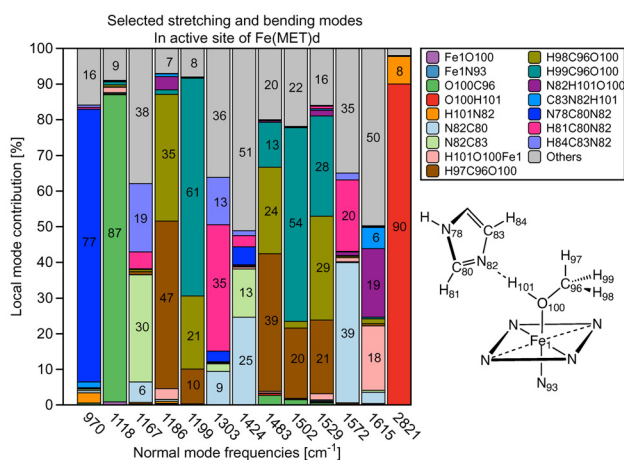 Selected stretching and bending modes
In active site of Fe(MET)d
Local mode contribution [%]
100
90
80
70
60
50
40
30
20
10
0
16
77
9
87
38
19
30
6
7
35
47
8
61
21
10
36
13
35
9
51
13
25
20
13
24
39
22
54
20
16
28
29
21
35
20
39
50
6
19
18
8
90
970
1118
1167
1186
1199
1303
1424
1483
1502
1529
1572
1615
2821
Normal mode frequencies [cm⁻¹]
Fe1O100
Fe1N93
O100C96
O100H101
H101N82
N82C80
N82C83
H101O100Fe1
H97C96O100
H98C96O100
H99C96O100
N82H101O100
C83N82H101
N78C80N82
H81C80N82
H84C83N82
Others
H
N₇₈
H₈₄
C₈₃
C₈₀
N₈₂
H₈₁
H₁₀₁
H₉₇
C₉₆
H₉₉
H₉₈
O₁₀₀
N
N
Fe₁
N
N
N₉₃